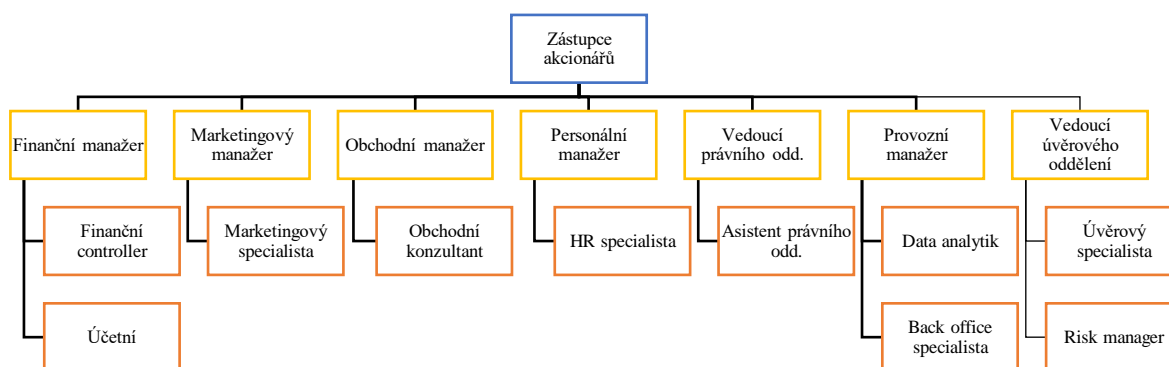 Zástupce
akcionářů
Finanční manažer
Marketingový
manažer
Obchodní manažer
Personální
manažer
Vedoucí
právního odd.
Provozní
manažer
Vedoucí
úvěrového
oddělení
Finanční
controller
Marketingový
specialista
Obchodní
konzultant
HR specialista
Asistent právního
odd.
Data analytik
Úvěrový
specialista
Účetní
Back office
specialista
Risk manager